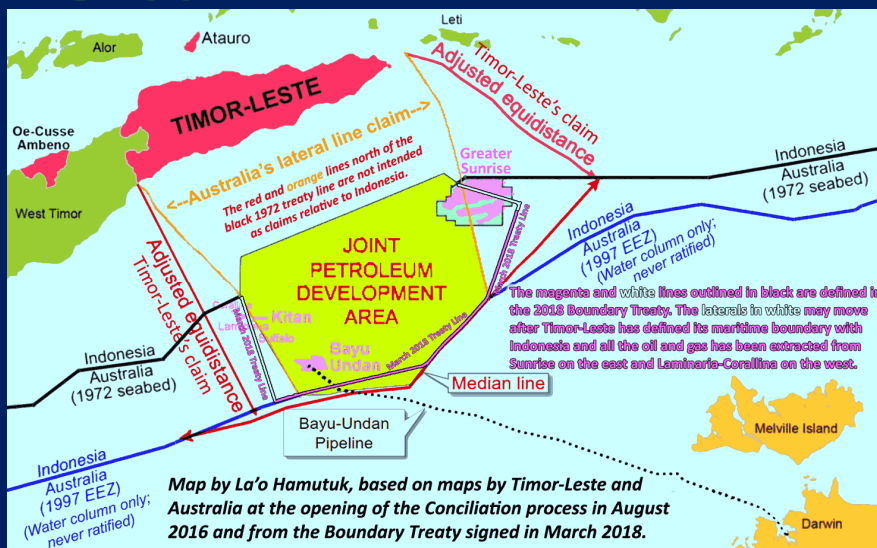 Leti
Alor
Atauro
TIMOR-LESTE
Oe-Cusse
Ambeno
West Timor
Timor-Leste's claim
Adjusted equidistance
<---Australia's lateral line claim-->
The red and orange lines north of the
black 1972 treaty line are not intended
as claims relative to Indonesia.
Greater
Sunrise
Indonesia
Australia
(1972 seabed)
JOINT
PETROLEUM
DEVELOPMENT
AREA
March 2018 Treaty Line
Indonesia
Australia
(1997 EEZ)
(Water column only;
never ratified)
Adjusted equidistance
Timor-Leste's claim
Kitan
Buffalo
March 2018 Treaty Line
Bayu
Undan
March 2018 Treaty Line
The magenta and white lines outlined in black are defined in
the 2018 Boundary Treaty. The laterals in white may move
after Timor-Leste has defined its maritime boundary with
Indonesia and all the oil and gas has been extracted from
Sunrise on the east and Laminaria-Corallina on the west.
Indonesia
Australia
(1972 seabed)
Median line
Bayu-Undan
Pipeline
Melville Island
Indonesia
Australia
(1997 EEZ)
(Water column only;
never ratified)
Map by La'o Hamutuk, based on maps by Timor-Leste and
Australia at the opening of the Conciliation process in August
2016 and from the Boundary Treaty signed in March 2018.
Darwin